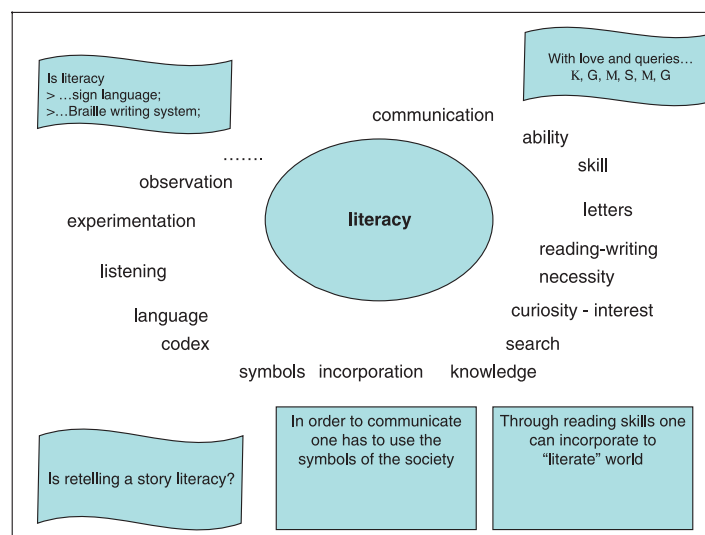 Is literacy
> ...sign language;
>...Braille writing system;
With love and queries...
K, G, M, S, M, G
communication
ability
skill
.......
observation
letters
experimentation
literacy
reading-writing
listening
necessity
language
curiosity - interest
codex
search
symbols incorporation knowledge
Is retelling a story literacy?
In order to communicate
one has to use the
symbols of the society
Through reading skills one
can incorporate to
“literate” world